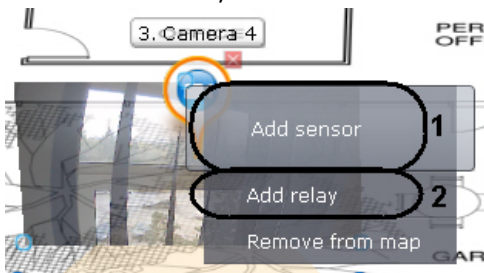 3. Camera 4
PER
OFF
Add sensor
1
Add relay
2
Remove from map
GAR